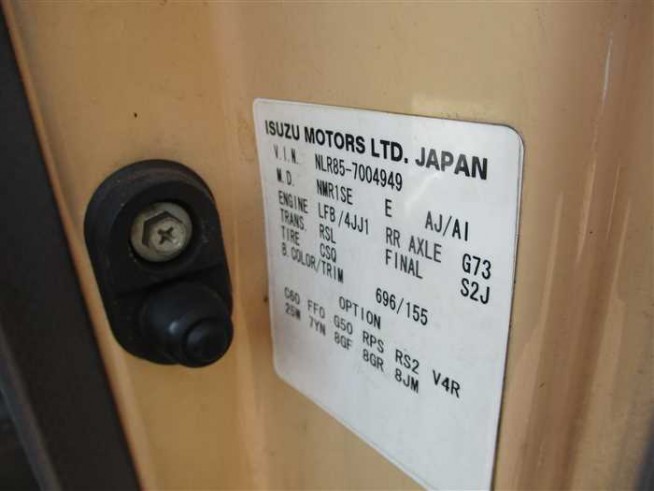 ISUZU MOTORS LTD. JAPAN
V.I.N. NLR85-7004949
M.D. NMR1SE E AJ/AI
ENGINE LFB/4JJ1 RR AXLE G73
TRANS. RSL FINAL S2J
TIRE CSQ
B.COLOR/TRIM 696/155
OPTION
C60 FF0 G50 RPS RS2 V4R
2SW 7YN 8GF 8GR 8JM